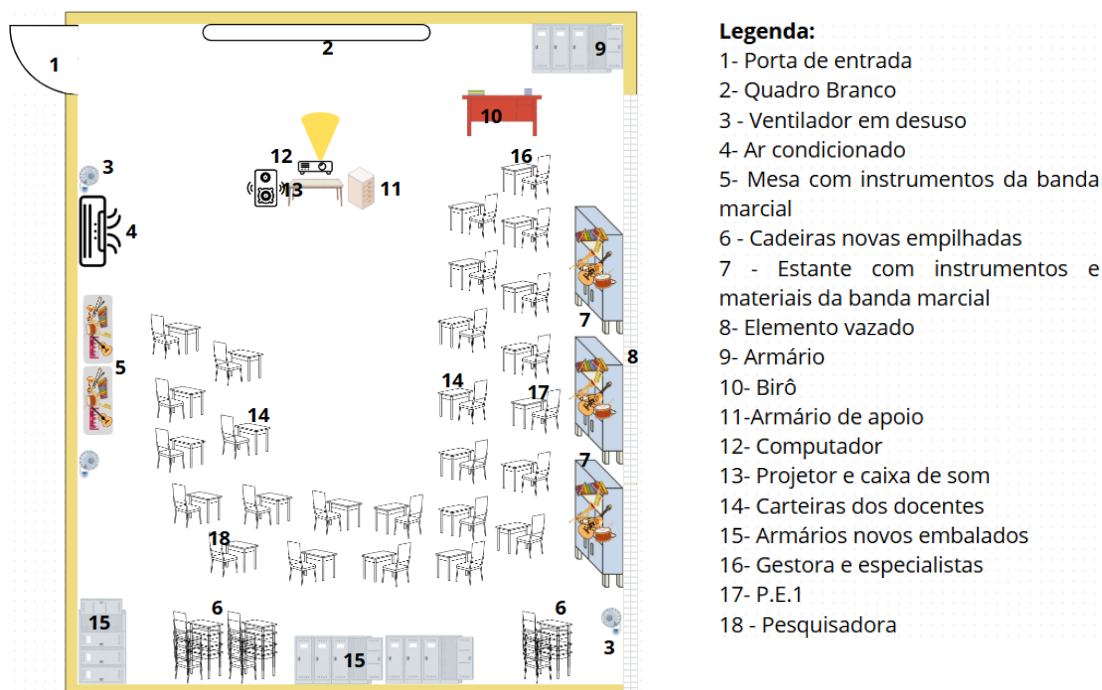 2
9
1
10
12
16
3
13
11
4
7
8
5
14
17
14
7
18
6
6
15
15
3
Legenda:
1- Porta de entrada
2- Quadro Branco
3 - Ventilador em desuso
4- Ar condicionado
5- Mesa com instrumentos da banda
marcial
6 - Cadeiras novas empilhadas
7 - Estante com instrumentos e
materiais da banda marcial
8- Elemento vazado
9- Armário
10- Birô
11-Armário de apoio
12- Computador
13- Projetor e caixa de som
14- Carteiras dos docentes
15- Armários novos embalados
16- Gestora e especialistas
17- P.E.1
18 - Pesquisadora